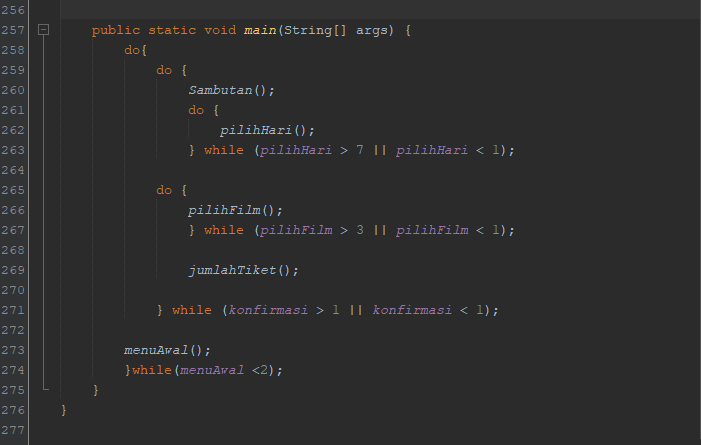 256
257 public static void main(String[] args) {
258 do{
259 do {
260 Sambutan();
261 do {
262 pilihHari();
263 } while (pilihHari > 7 || pilihHari < 1);
264
265 do {
266 pilihFilm();
267 } while (pilihFilm > 3 || pilihFilm < 1);
268
269 jumlahTiket();
270
271 } while (konfirmasi > 1 || konfirmasi < 1);
272
273 menuAwal();
274 }while(menuAwal <2);
275 }
276 }
277